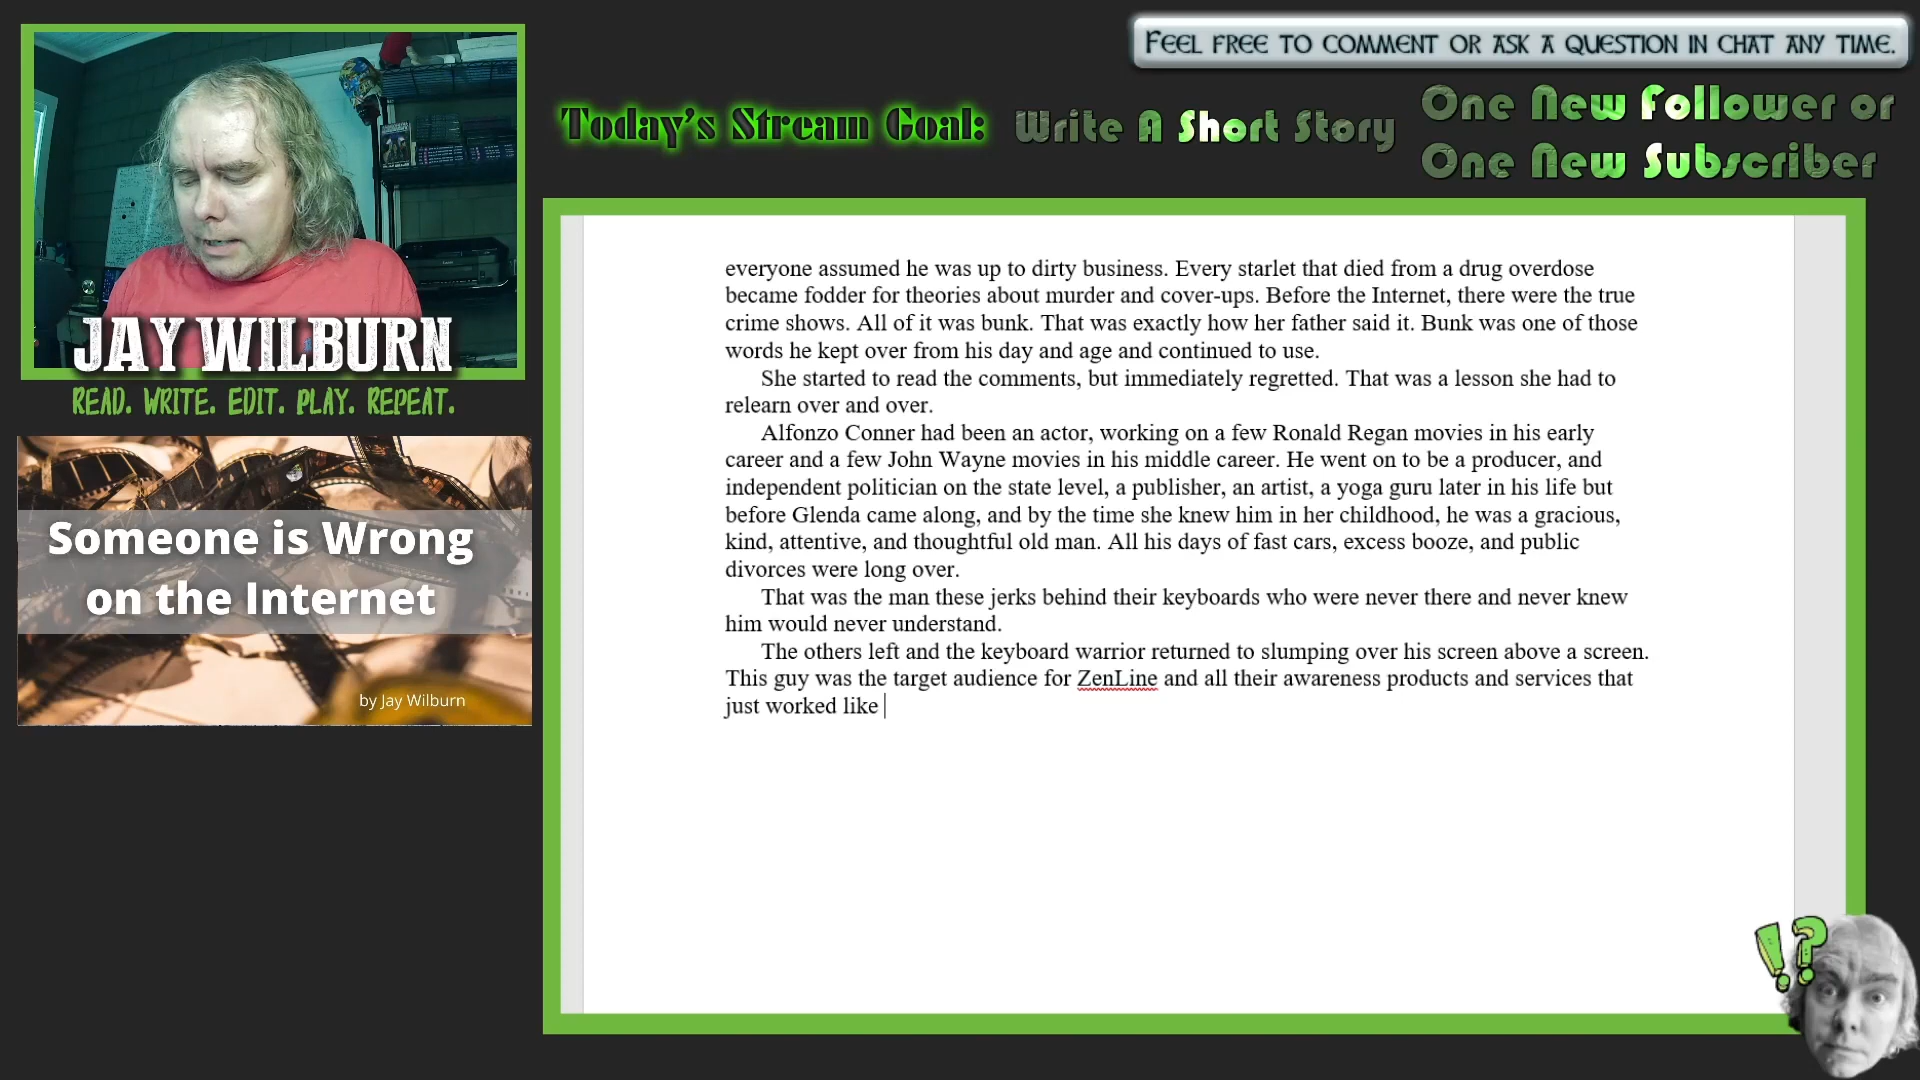 FEEL FREE TO COMMENT OR ASK A QUESTION IN CHAT ANY TIME.
Today's Stream Goal:
Write A Short Story
One New Follower or
One New Subscriber
JAY WILBURN
READ. WRITE. EDIT. PLAY. REPEAT.
Someone is Wrong
on the Internet
by Jay Wilburn
everyone assumed he was up to dirty business. Every starlet that died from a drug overdose
became fodder for theories about murder and cover-ups. Before the Internet, there were the true
crime shows. All of it was bunk. That was exactly how her father said it. Bunk was one of those
words he kept over from his day and age and continued to use.
She started to read the comments, but immediately regretted. That was a lesson she had to
relearn over and over.
Alfonzo Conner had been an actor, working on a few Ronald Regan movies in his early
career and a few John Wayne movies in his middle career. He went on to be a producer, and
independent politician on the state level, a publisher, an artist, a yoga guru later in his life but
before Glenda came along, and by the time she knew him in her childhood, he was a gracious,
kind, attentive, and thoughtful old man. All his days of fast cars, excess booze, and public
divorces were long over.
That was the man these jerks behind their keyboards who were never there and never knew
him would never understand.
The others left and the keyboard warrior returned to slumping over his screen above a screen.
This guy was the target audience for ZenLine and all their awareness products and services that
just worked like
!?